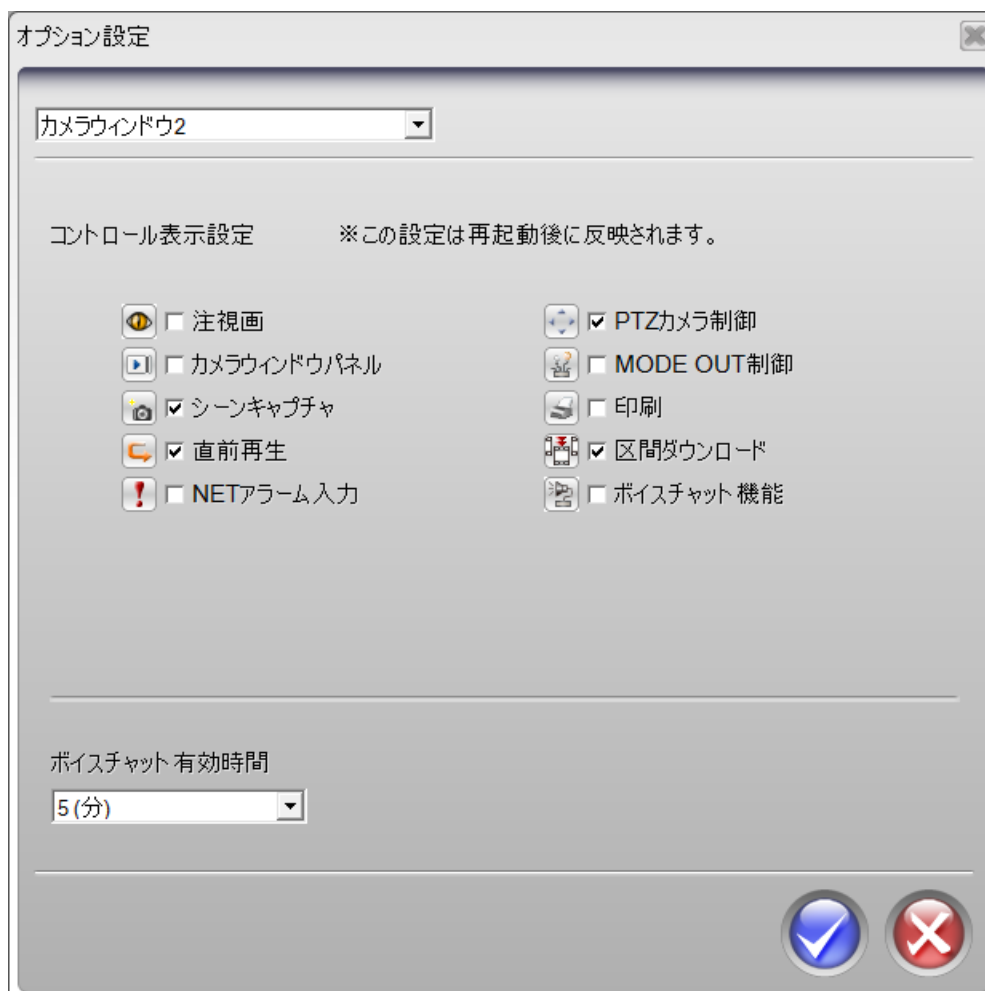 オプション設定
カメラウィンドウ2
コントロール表示設定 ※この設定は再起動後に反映されます。
注視画 PTZカメラ制御
カメラウィンドウパネル MODE OUT制御
シーンキャプチャ 印刷
直前再生 区間ダウンロード
NETアラーム入力 ボイスチャット機能
ボイスチャット有効時間
5 (分)